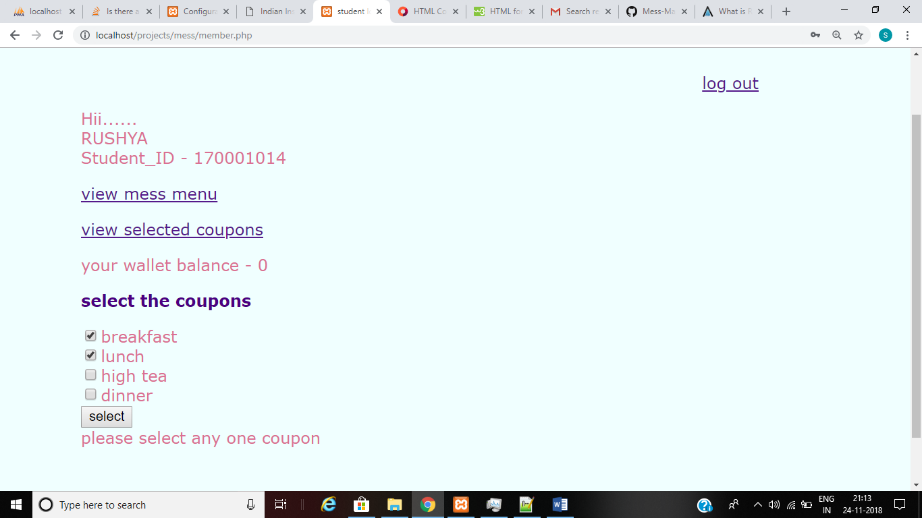 localhost
Is there a
Configura
Indian Ins
student l
HTML Co
HTML for
Search re
Mess-Ma
What is B
localhost/projects/mess/member.php
S
log out
Hii......
RUSHYA
Student_ID - 170001014
view mess menu
view selected coupons
your wallet balance - 0
select the coupons
breakfast
lunch
high tea
dinner
select
please select any one coupon
Type here to search
ENG
IN
21:13
24-11-2018